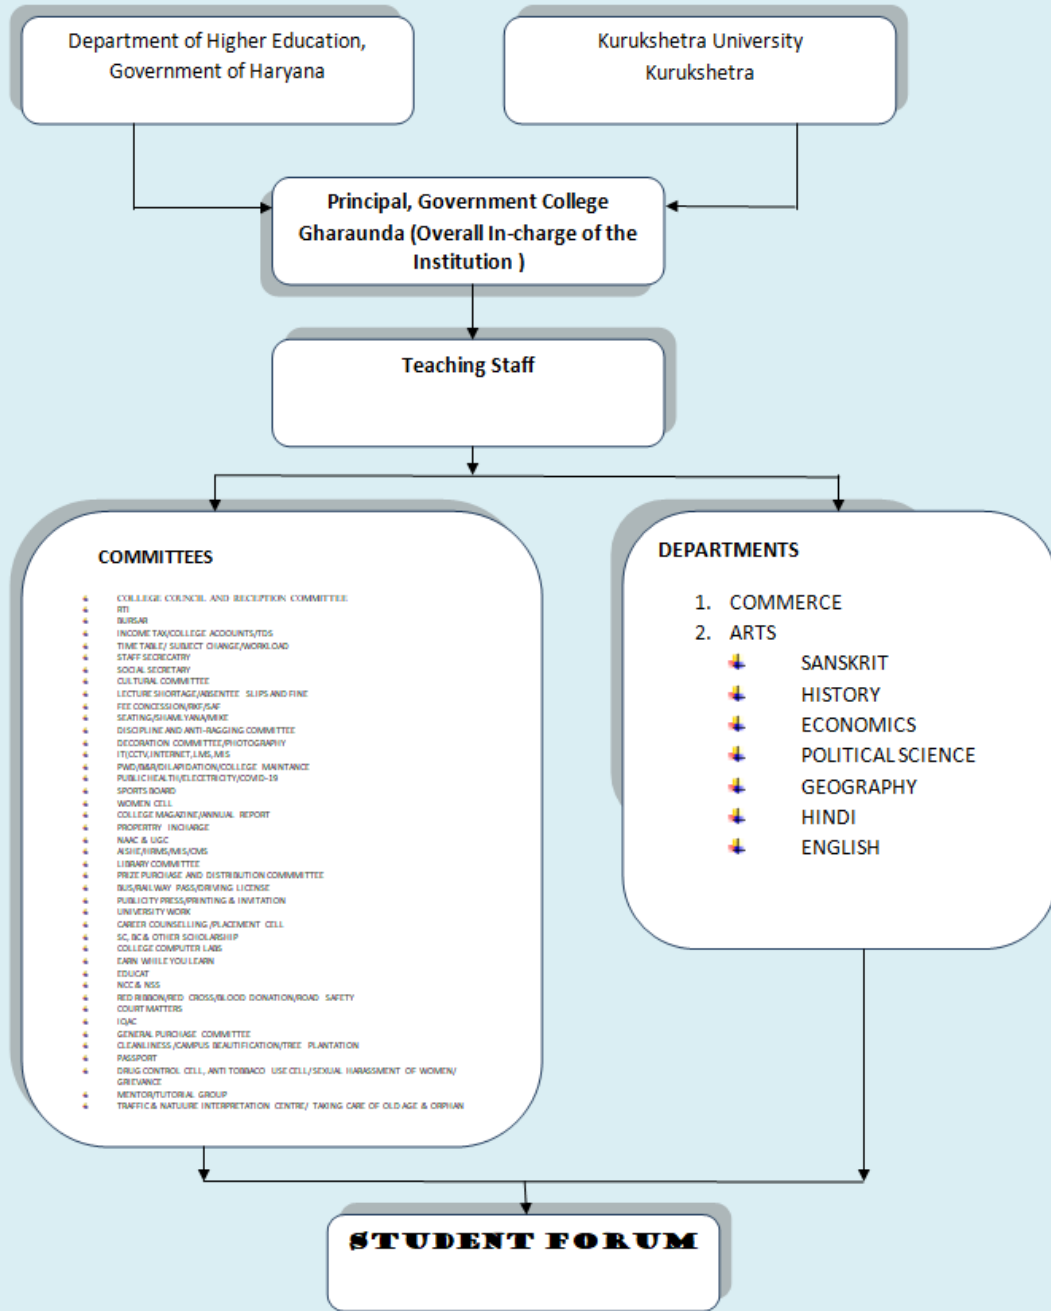 Department of Higher Education,
Government of Haryana
Kurukshetra University
Kurukshetra
Principal, Government College
Gharaunda (Overall In-charge of the
Institution )
Teaching Staff
COMMITTEES
COLLEGE COUNCIL AND RECEPTION COMMITTEE
RTI
BURSAR
INCOME TAX/COLLEGE ACOUNTS/TDS
TIME TABLE/ SUBJECT CHANGE/WORKLOAD
STAFF SECRECATRY
SOCIAL SECRETARY
CULTURAL COMMITTEE
LECTURE SHORTAGE/ABSENTEE SLIPS AND FINE
FEE CONCESSION/RKF/SAF
SEATING/SHAMLYANA/MIKE
DISCIPLINE AND ANTI-RAGGING COMMITTEE
DECORATION COMMITTEE/PHOTOGRAPHY
IT(CCTV,INTERNET,LMS,MIS
PWD/B&R/DILAPIDATION/COLLEGE MAINTANCE
PUBLIC HEALTH/ELECETRICITY/COVID-19
SPORTS BOARD
WOMEN CELL
COLLEGE MAGAZINE/ANNUAL REPORT
PROPERTRY INCHARGE
NAAC & UGC
AISHE/HRMS/MIS/CMS
LIBRARY COMMITTEE
PRIZE PURCHASE AND DISTRIBUTION COMMMITTEE
BUS/RAILWAY PASS/DRIVING LICENSE
PUBLICITY PRESS/PRINTING & INVITATION
UNIVERSITY WORK
CAREER COUNSELLING /PLACEMENT CELL
SC, BC & OTHER SCHOLARSHIP
COLLEGE COMPUTER LABS
EARN WHILE YOU LEARN
EDUCAT
NCC & NSS
RED RIBBON/RED CROSS/BLOOD DONATION/ROAD SAFETY
COURT MATTERS
IQAC
GENERAL PURCHASE COMMITTEE
CLEANLINESS /CAMPUS BEAUTIFICATION/TREE PLANTATION
PASSPORT
DRUG CONTROL CELL, ANTI TOBBACO USE CELL/SEXUAL HARASSMENT OF WOMEN/
GRIEVANCE
MENTOR/TUTORIAL GROUP
TRAFFIC & NATUURE INTERPRETATION CENTRE/ TAKING CARE OF OLD AGE & ORPHAN
DEPARTMENTS
1. COMMERCE
2. ARTS
SANSKRIT
HISTORY
ECONOMICS
POLITICAL SCIENCE
GEOGRAPHY
HINDI
ENGLISH
STUDENT FORUM